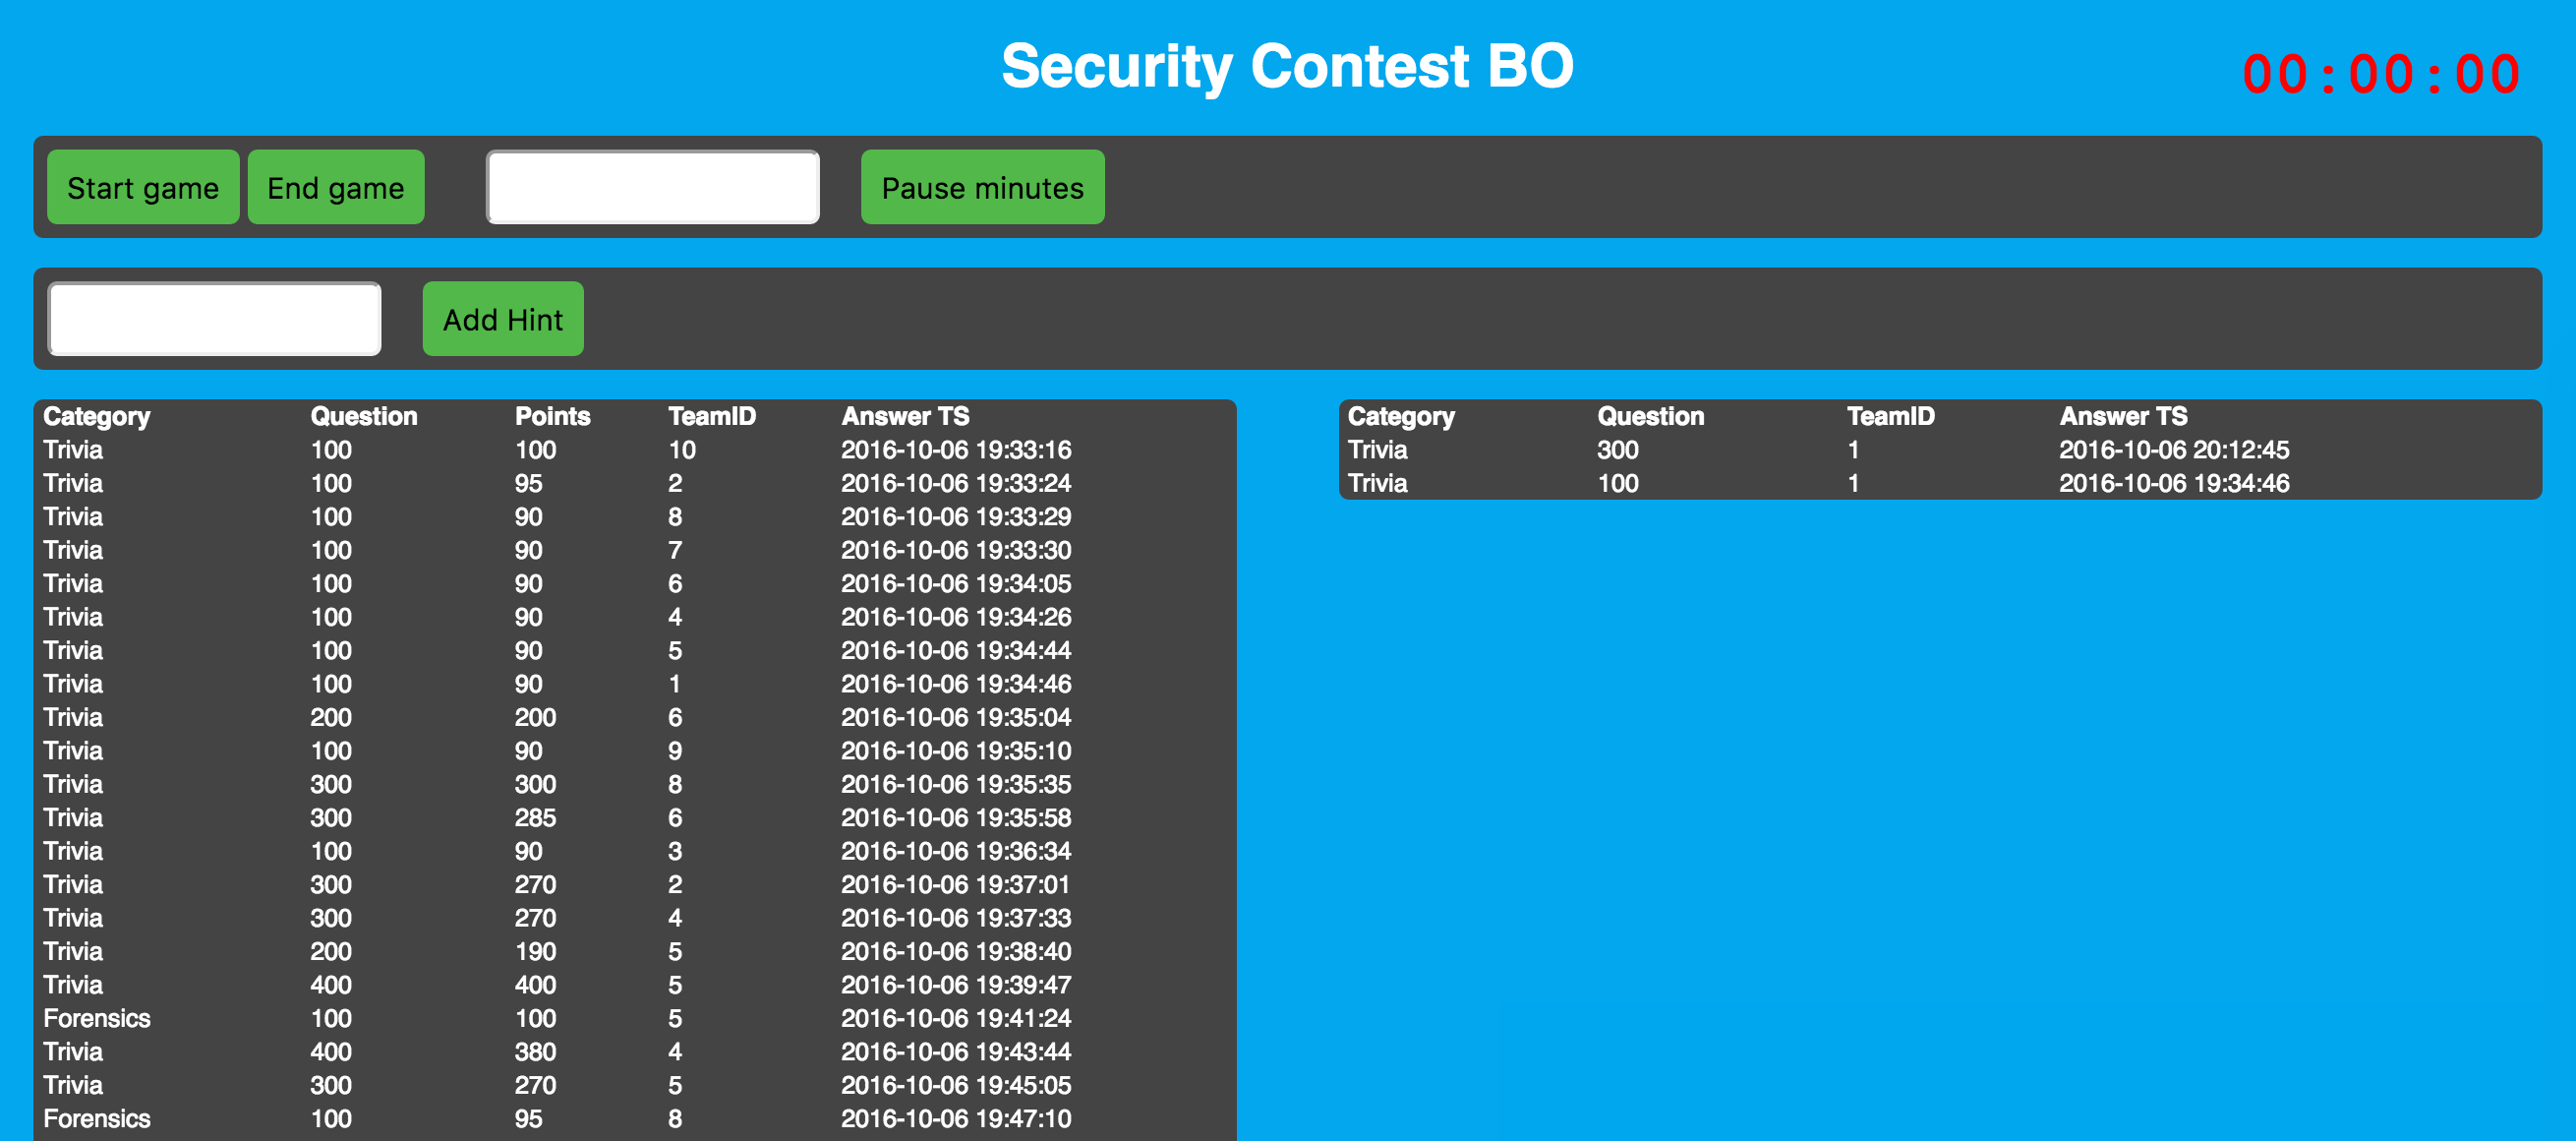 Security Contest BO
00:00:00
Start game End game Pause minutes
Add Hint
Category Question Points TeamID Answer TS
Trivia 100 100 10 2016-10-06 19:33:16
Trivia 100 95 2 2016-10-06 19:33:24
Trivia 100 90 8 2016-10-06 19:33:29
Trivia 100 90 7 2016-10-06 19:33:30
Trivia 100 90 6 2016-10-06 19:34:05
Trivia 100 90 4 2016-10-06 19:34:26
Trivia 100 90 5 2016-10-06 19:34:44
Trivia 100 90 1 2016-10-06 19:34:46
Trivia 200 200 6 2016-10-06 19:35:04
Trivia 100 90 9 2016-10-06 19:35:10
Trivia 300 300 8 2016-10-06 19:35:35
Trivia 300 285 6 2016-10-06 19:35:58
Trivia 100 90 3 2016-10-06 19:36:34
Trivia 300 270 2 2016-10-06 19:37:01
Trivia 300 270 4 2016-10-06 19:37:33
Trivia 200 190 5 2016-10-06 19:38:40
Trivia 400 400 5 2016-10-06 19:39:47
Forensics 100 100 5 2016-10-06 19:41:24
Trivia 400 380 4 2016-10-06 19:43:44
Trivia 300 270 5 2016-10-06 19:45:05
Forensics 100 95 8 2016-10-06 19:47:10
Category Question TeamID Answer TS
Trivia 300 1 2016-10-06 20:12:45
Trivia 100 1 2016-10-06 19:34:46